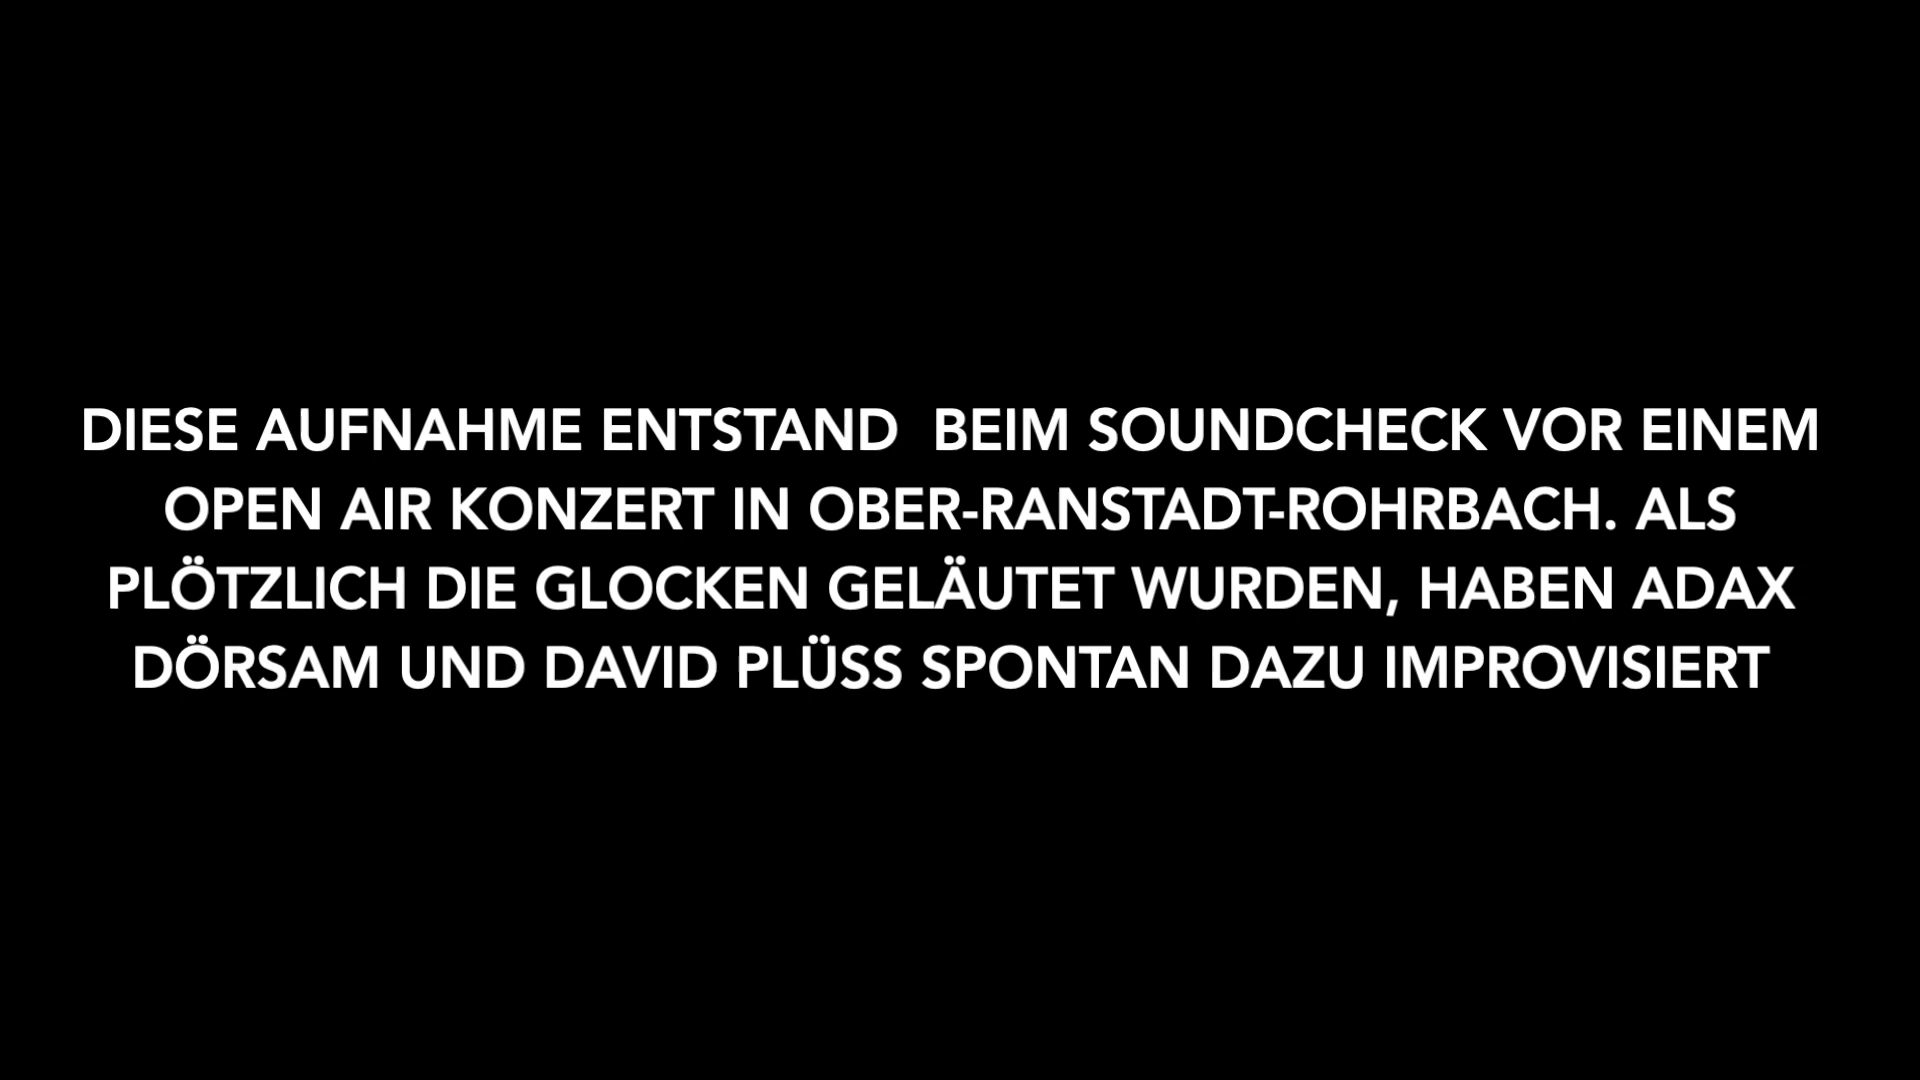 DIESE AUFNAHME ENTSTAND  BEIM SOUNDCHECK VOR EINEM
OPEN AIR KONZERT IN OBER-RANSTADT-ROHRBACH. ALS
PLÖTZLICH DIE GLOCKEN GELÄUTET WURDEN, HABEN ADAX
DÖRSAM UND DAVID PLÜSS SPONTAN DAZU IMPROVISIERT